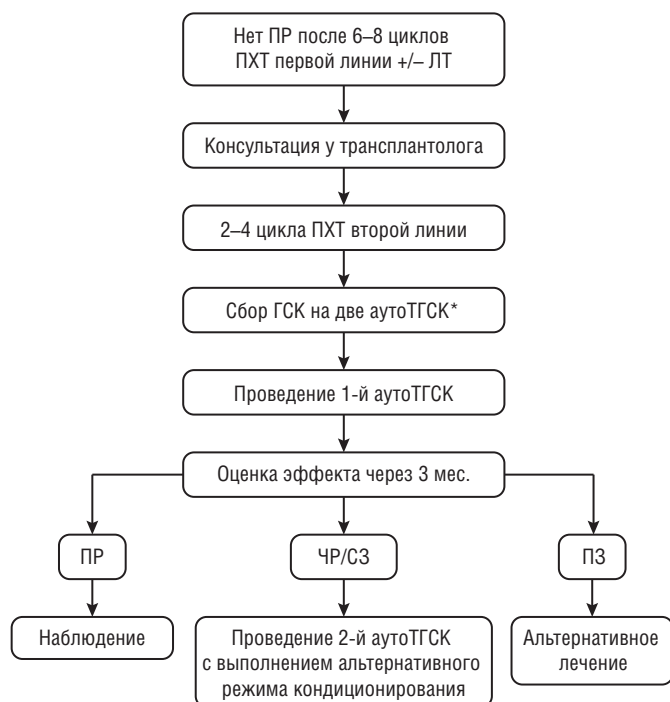 Нет ПР после 6–8 циклов
ПХТ первой линии +/– ЛТ
Консультация у трансплантолога
2–4 цикла ПХТ второй линии
Сбор ГСК на две аутоТГСК*
Проведение 1-й аутоТГСК
Оценка эффекта через 3 мес.
ПР
ЧР/СЗ
ПЗ
Наблюдение
Проведение 2-й аутоТГСК
с выполнением альтернативного
режима кондиционирования
Альтернативное
лечение